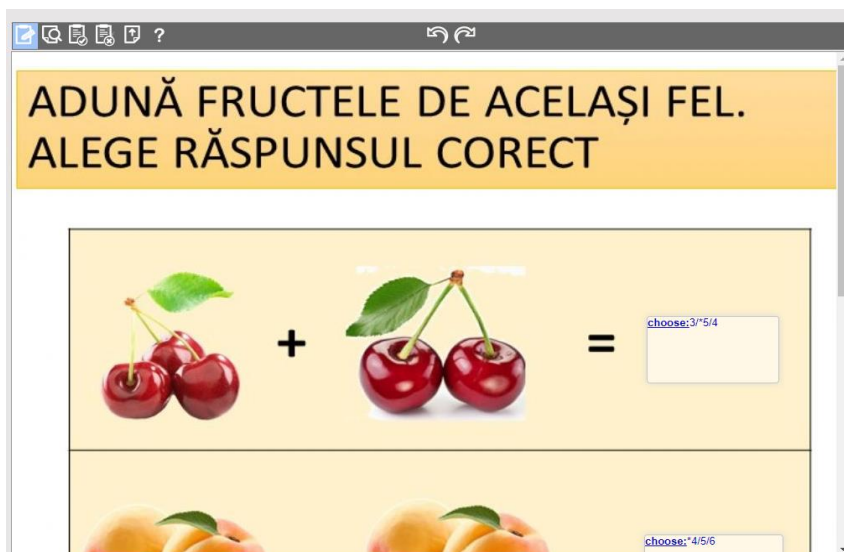 ?
ADUNĂ FRUCTELE DE ACELAȘI FEL.
ALEGE RĂSPUNSUL CORECT
+ = choose:3/*5/4
choose:*4/5/6